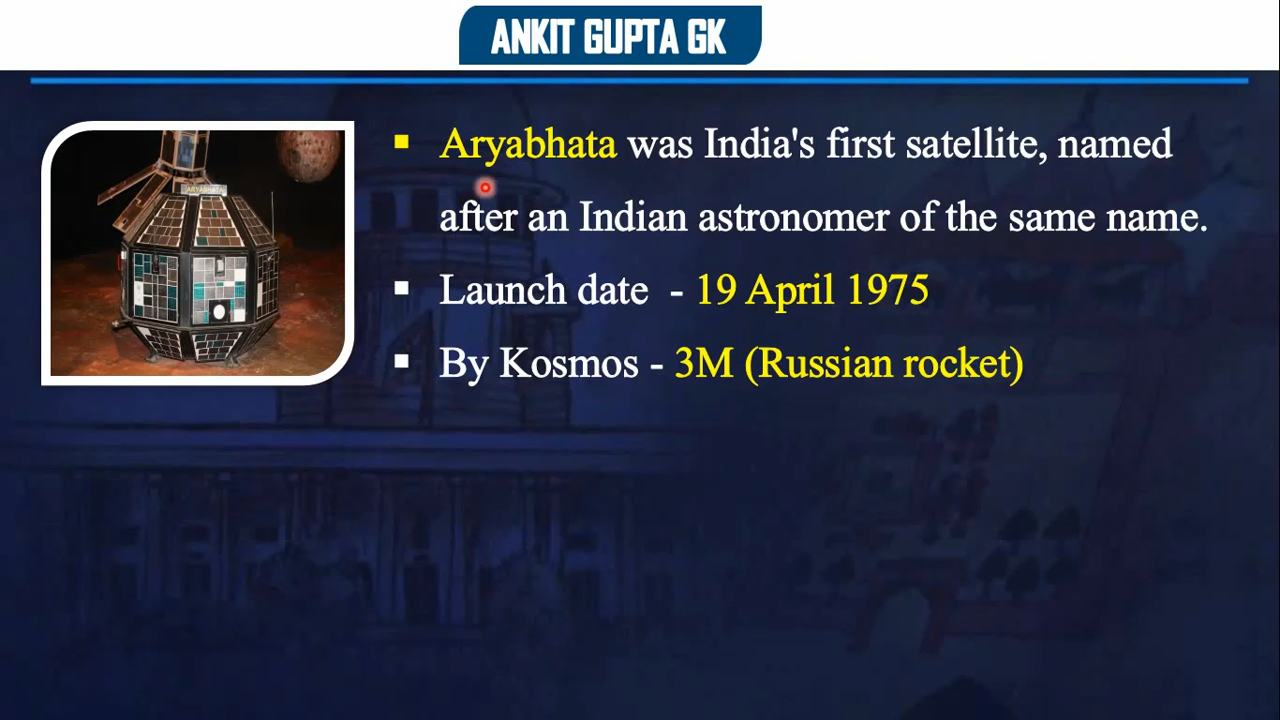 ANKIT GUPTA GK
ARYABHATA
▪ Aryabhata was India's first satellite, named
after an Indian astronomer of the same name.
▪ Launch date - 19 April 1975
▪ By Kosmos - 3M (Russian rocket)